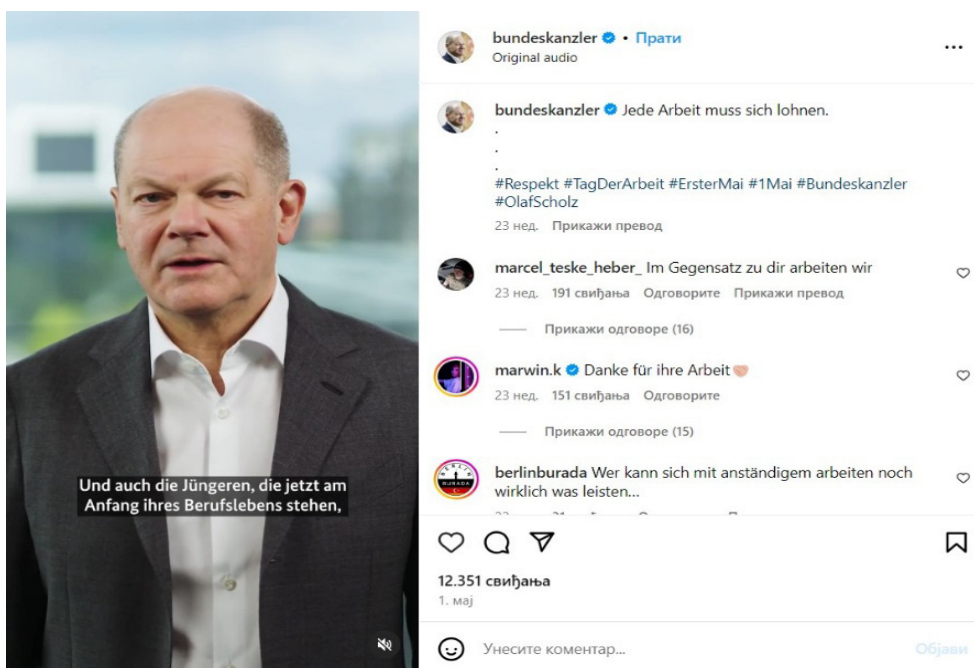 Und auch die Jüngeren, die jetzt am
Anfang ihres Berufslebens stehen,
bundeskanzler • Прати
Original audio
bundeskanzler Jede Arbeit muss sich lohnen.
.
.
.
#Respekt #TagDerArbeit #ErsterMai #1Mai #Bundeskanzler
#OlafScholz
23 нед. Прикажи превод
marcel_teske_heber_ Im Gegensatz zu dir arbeiten wir
23 нед. 191 свиђања Одговорите Прикажи превод
Прикажи одговоре (16)
marwin.k Danke für ihre Arbeit🤝🏻
23 нед. 151 свиђања Одговорите
Прикажи одговоре (15)
BERLIN
BURADA
berlinburada Wer kann sich mit anständigem arbeiten noch
wirklich was leisten...
12.351 свиђања
1. мај
Унесите коментар...
Објави